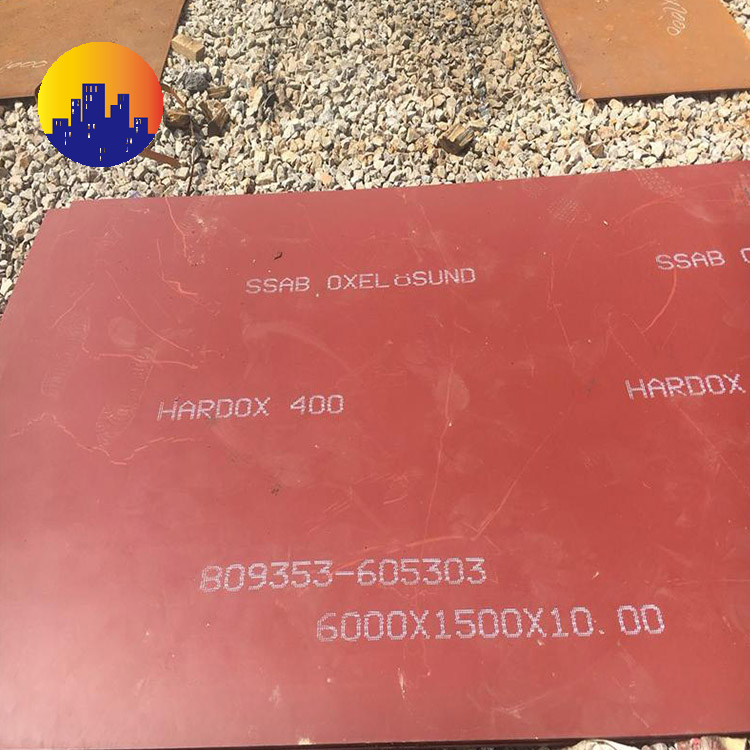 SSAB OXELÖSUND
SSAB
HARDOX 400
HARDOX
809353-605303
6000X1500X10.00